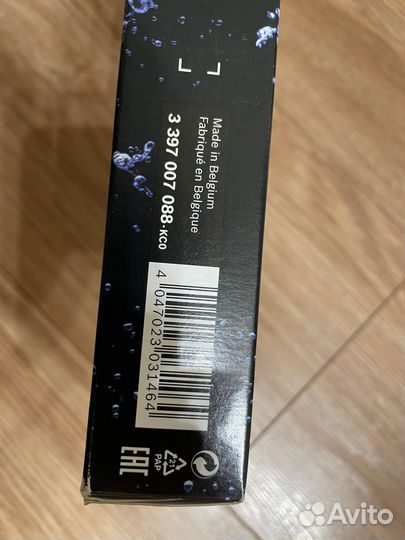 Made in Belgium
Fabriqué en Belgique
3 397 007 088-KC0
4 047023 031464
EAC
21
PAP
Avito